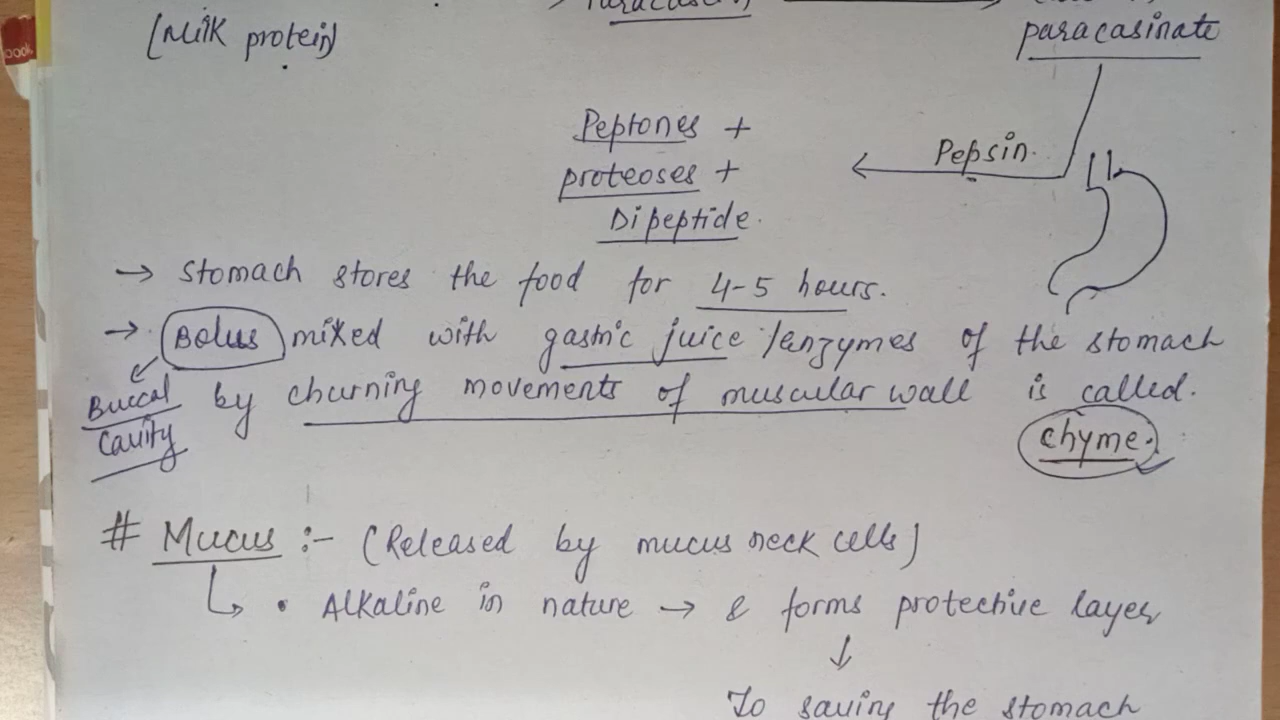 (Milk protein)
paracasinate
Peptones +
Pepsin.
proteoses +
Dipeptide.
→ Stomach stores the food for 4-5 hours.
→ Bolus mixed with gastric juice /enzymes of the stomach
Buccal by churning movements of muscular wall is called.
Cavity
chyme.
# Mucus :- (Released by mucus neck cells)
• Alkaline in nature → & forms protective layer
To saving the stomach